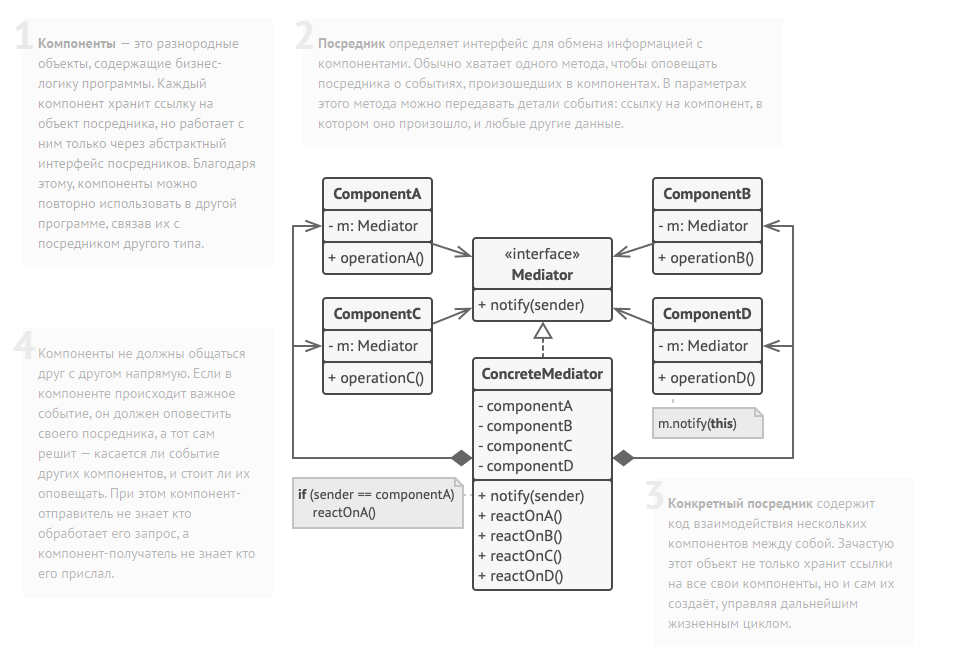 1
Компоненты — это разнородные
объекты, содержащие бизнес-
логику программы. Каждый
компонент хранит ссылку на
объект посредника, но работает с
ним только через абстрактный
интерфейс посредников. Благодаря
этому, компоненты можно
повторно использовать в другой
программе, связав их с
посредником другого типа.
2
Посредник определяет интерфейс для обмена информацией с
компонентами. Обычно хватает одного метода, чтобы оповещать
посредника о событиях, произошедших в компонентах. В параметрах
этого метода можно передавать детали события: ссылку на компонент, в
котором оно произошло, и любые другие данные.
ComponentA
- m: Mediator
+ operationA()
ComponentB
- m: Mediator
+ operationB()
«interface»
Mediator
+ notify(sender)
ComponentC
- m: Mediator
+ operationC()
ComponentD
- m: Mediator
+ operationD()
m.notify(this)
ConcreteMediator
- componentA
- componentB
- componentC
- componentD
+ notify(sender)
+ reactOnA()
+ reactOnB()
+ reactOnC()
+ reactOnD()
if (sender == componentA)
reactOnA()
4
Компоненты не должны общаться
друг с другом напрямую. Если в
компоненте происходит важное
событие, он должен оповестить
своего посредника, а тот сам
решит — касается ли событие
других компонентов, и стоит ли их
оповещать. При этом компонент-
отправитель не знает кто
обработает его запрос, а
компонент-получатель не знает кто
его прислал.
3
Конкретный посредник содержит
код взаимодействия нескольких
компонентов между собой. Зачастую
этот объект не только хранит ссылки
на все свои компоненты, но и сам их
создаёт, управляя дальнейшим
жизненным циклом.